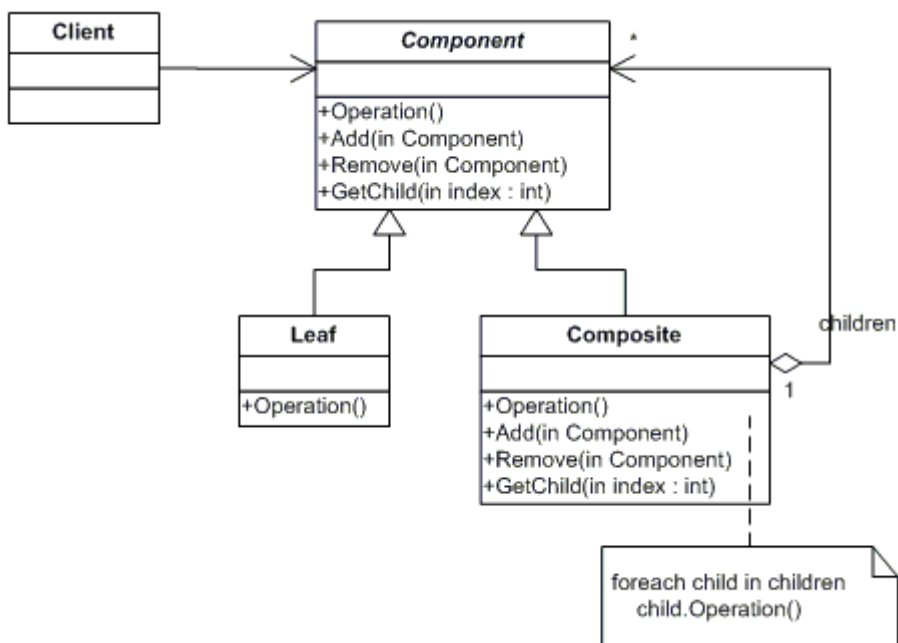 Client
Component
*
+Operation()
+Add(in Component)
+Remove(in Component)
+GetChild(in index : int)
Leaf
+Operation()
Composite
children
1
+Operation()
+Add(in Component)
+Remove(in Component)
+GetChild(in index : int)
foreach child in children
child.Operation()